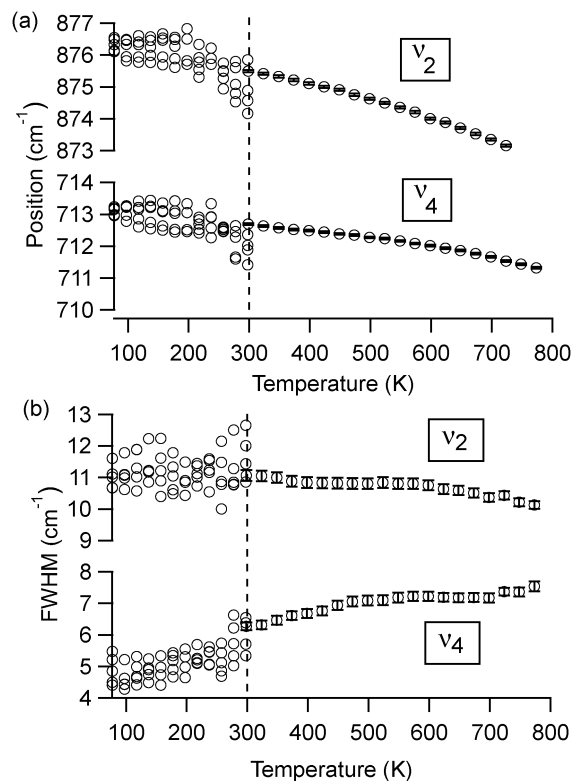 (a)
877
876
875
874
873
ν2
714
713
712
711
710
ν4
Position (cm-1)
100 200 300 400 500 600 700 800
Temperature (K)
(b)
13
12
11
10
9
ν2
8
7
6
5
4
ν4
FWHM (cm-1)
100 200 300 400 500 600 700 800
Temperature (K)